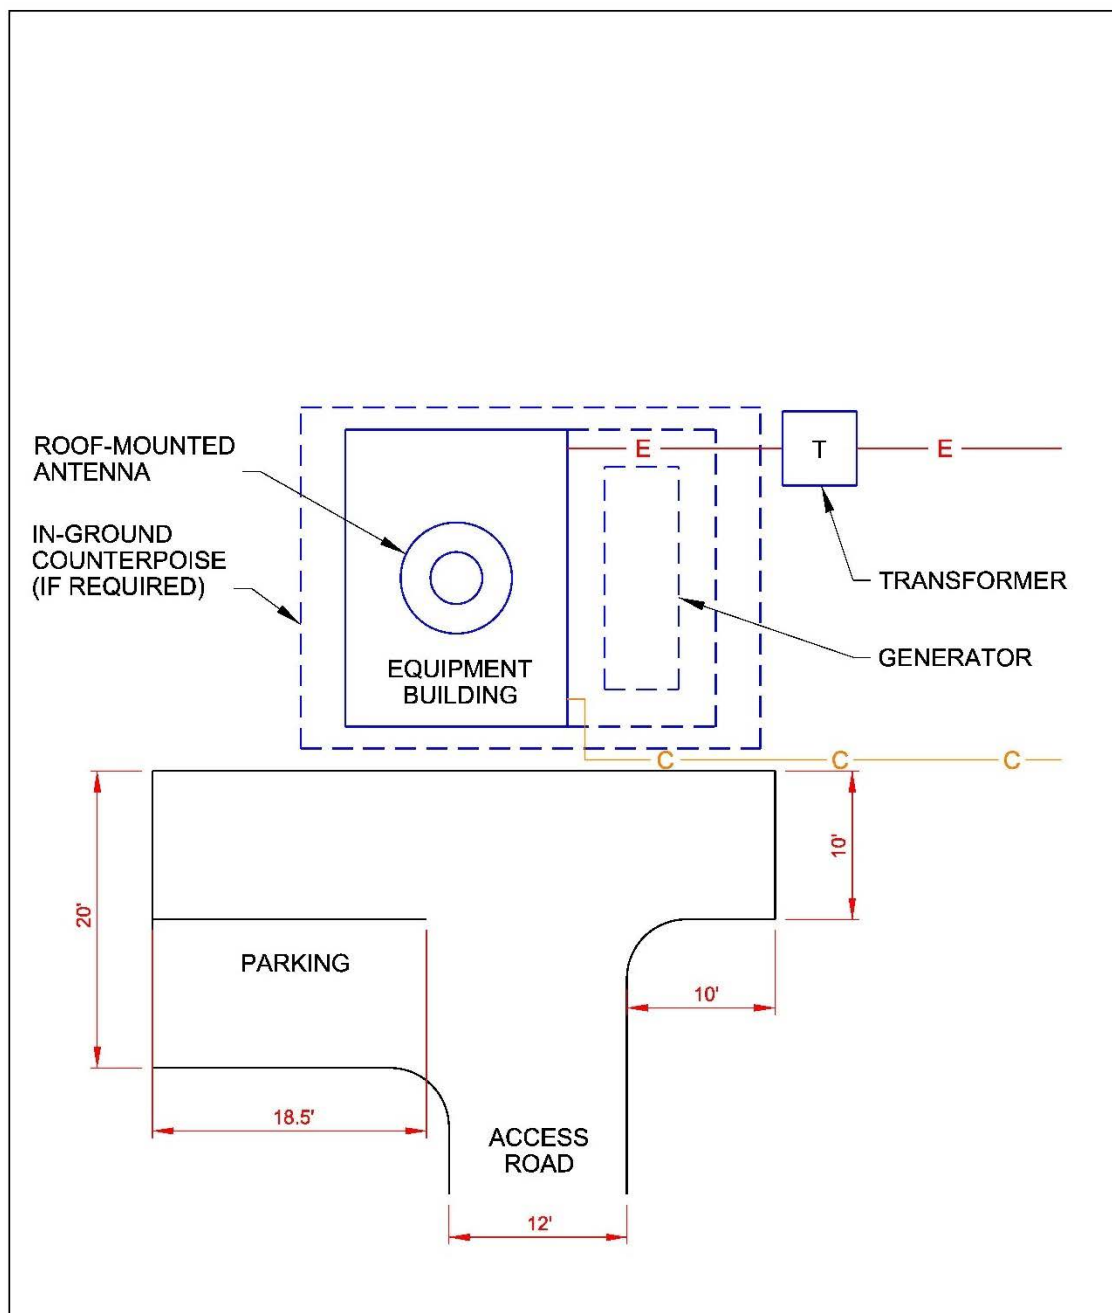 ROOF-MOUNTED
ANTENNA
IN-GROUND
COUNTERPOISE
(IF REQUIRED)
E
T
E
TRANSFORMER
GENERATOR
EQUIPMENT
BUILDING
C
C
C
20'
10'
PARKING
10'
18.5'
ACCESS
ROAD
12'